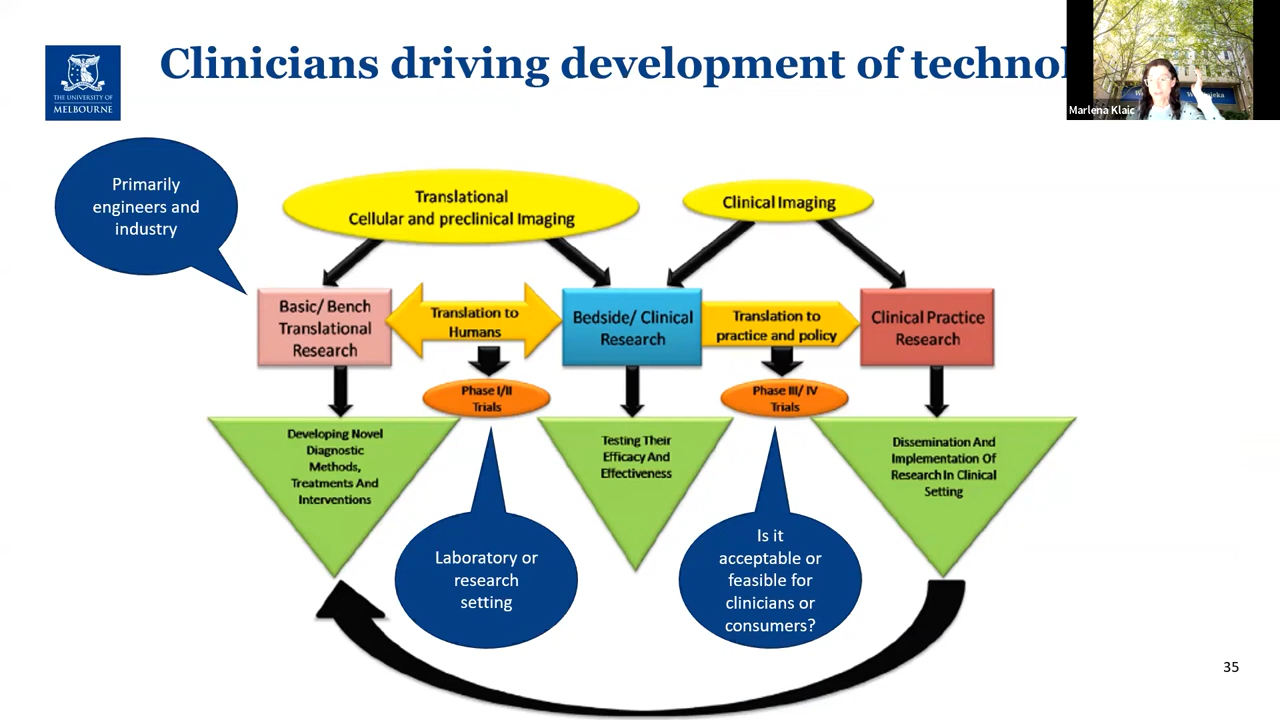 Clinicians driving development of technol
THE UNIVERSITY OF
MELBOURNE
Marlena Klaic
Primarily
engineers and
industry
Translational
Cellular and preclinical Imaging
Clinical Imaging
Basic/ Bench
Translational
Research
Translation to
Humans
Bedside/ Clinical
Research
Translation to
practice and policy
Clinical Practice
Research
Phase I/II
Trials
Phase III/ IV
Trials
Developing Novel
Diagnostic
Methods,
Treatments And
Interventions
Testing Their
Efficacy And
Effectiveness
Dissemination And
Implementation Of
Research In Clinical
Setting
Laboratory or
research
setting
Is it
acceptable or
feasible for
clinicians or
consumers?
35